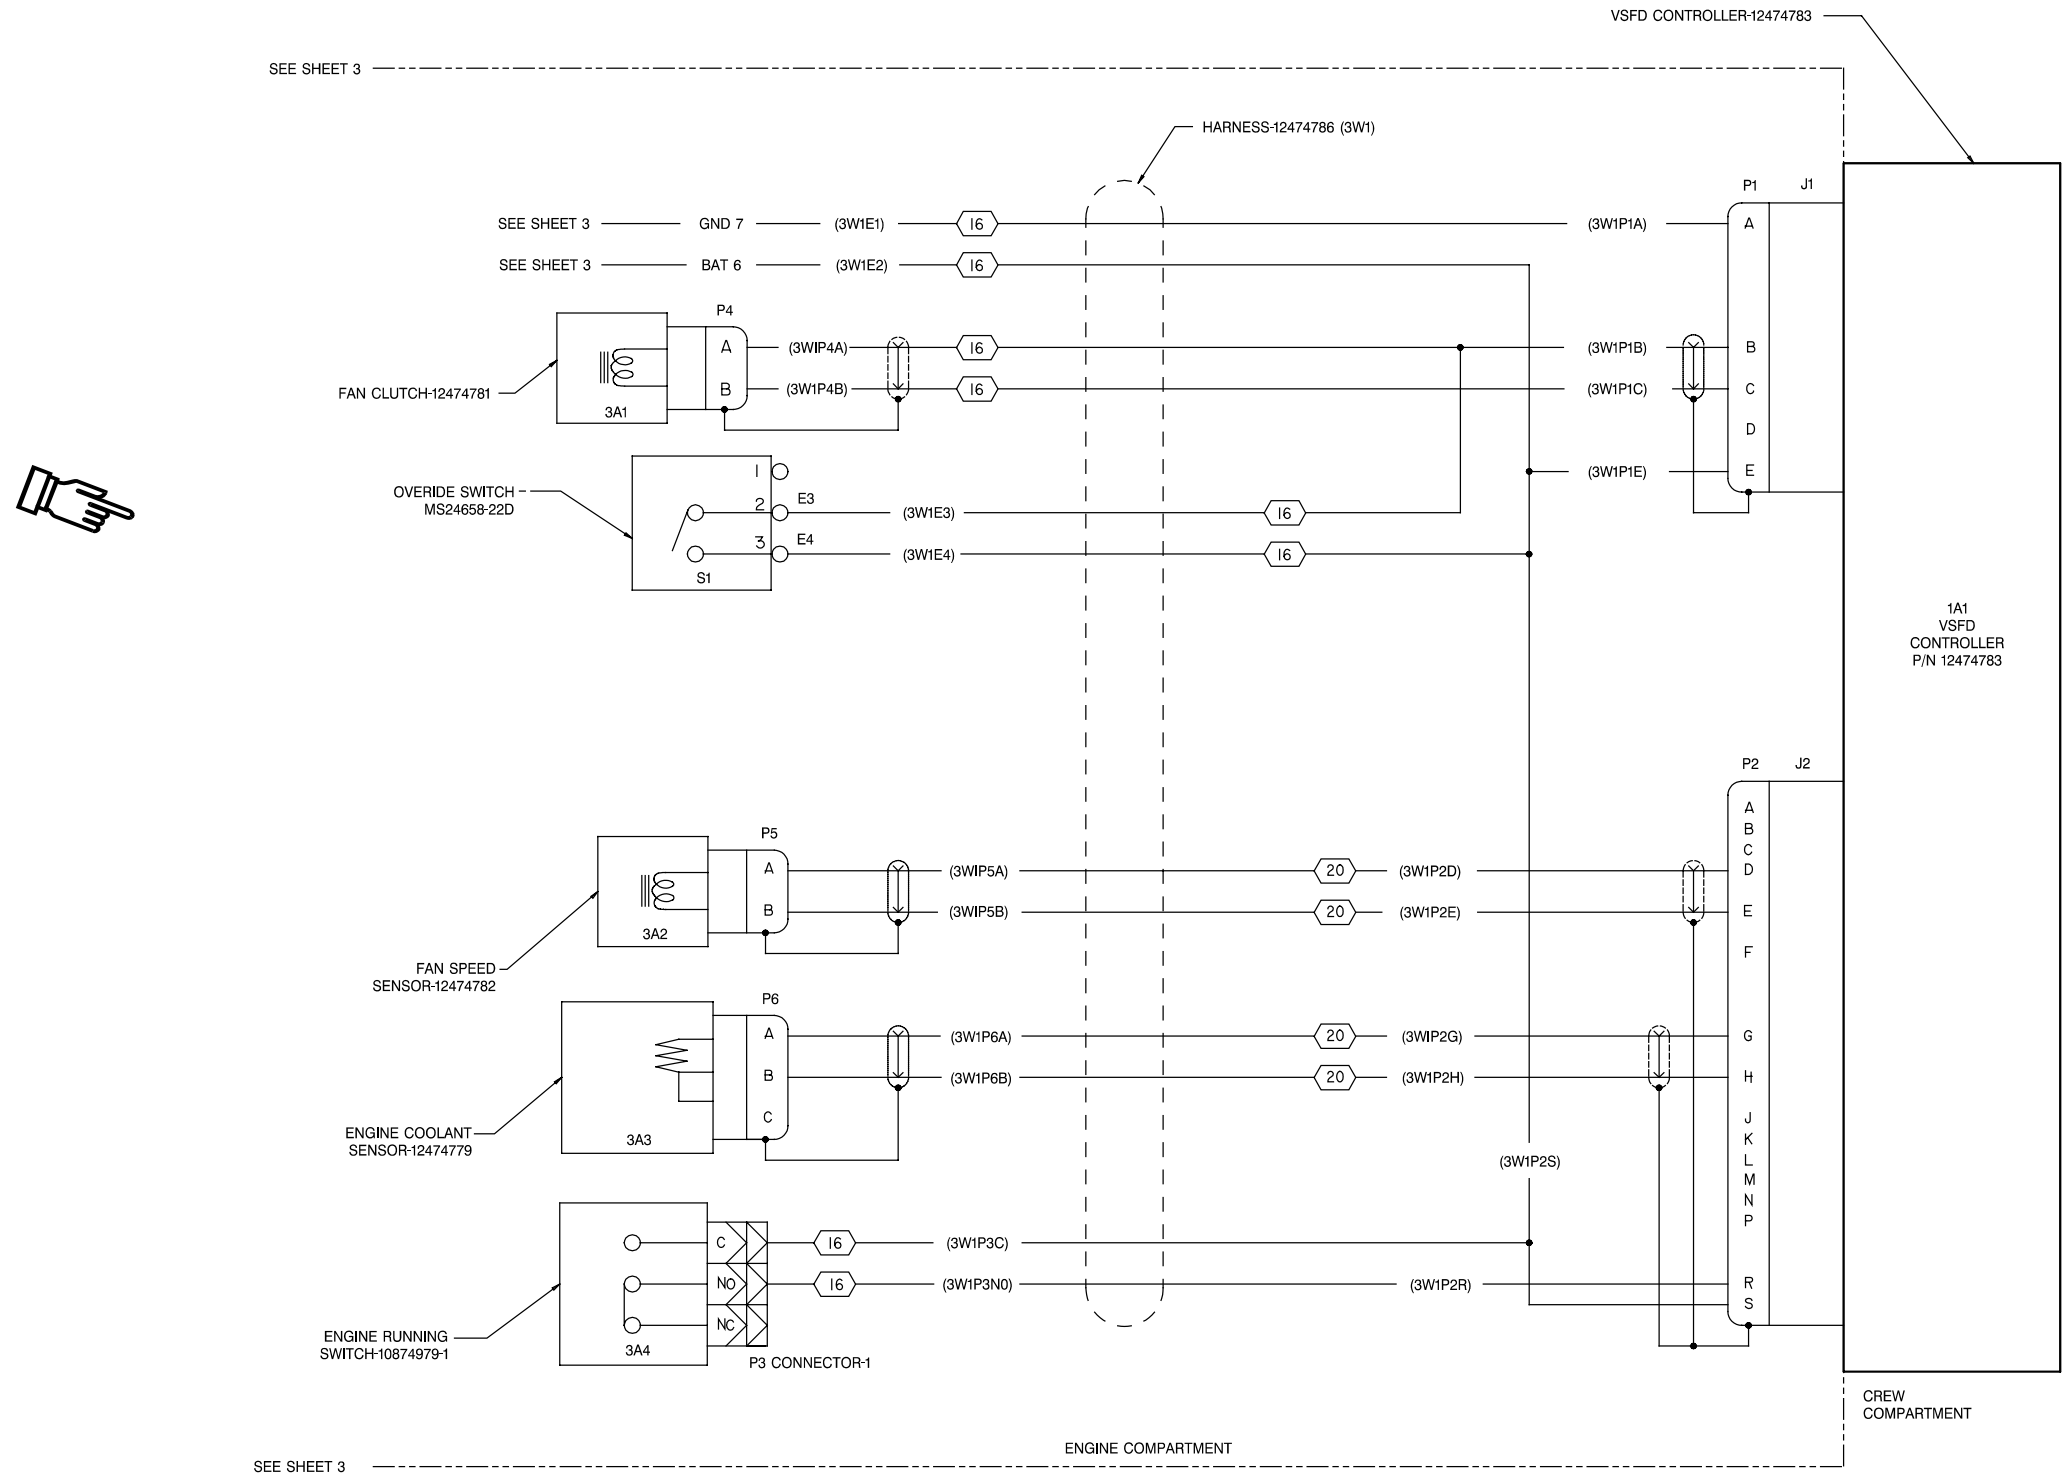 VSFD CONTROLLER-12474783
SEE SHEET 3
HARNESS-12474786 (3W1)
P1 J1
SEE SHEET 3 GND 7 (3W1E1) 16 (3W1P1A) A
SEE SHEET 3 BAT 6 (3W1E2) 16
P4
A (3WIP4A) 16 (3W1P1B) B
B (3W1P4B) 16 (3W1P1C) C
FAN CLUTCH-12474781
3A1
D
1
(3W1P1E) E
OVERIDE SWITCH
MS24658-22D
2 E3 (3W1E3) 16
3 E4 (3W1E4) 16
S1
1A1
VSFD
CONTROLLER
P/N 12474783
P2 J2
A
B
C
P5
A (3WIP5A) 20 (3W1P2D) D
B (3WIP5B) 20 (3W1P2E) E
3A2
F
FAN SPEED
SENSOR-12474782
P6
A (3W1P6A) 20 (3WIP2G) G
B (3W1P6B) 20 (3W1P2H) H
C
J
ENGINE COOLANT
SENSOR-12474779
3A3
K
L
M
N
P
(3W1P2S)
C 16 (3W1P3C)
NO 16 (3W1P3N0) (3W1P2R) R
S
NC
ENGINE RUNNING
SWITCH-10874979-1
3A4
P3 CONNECTOR-1
CREW
COMPARTMENT
ENGINE COMPARTMENT
SEE SHEET 3